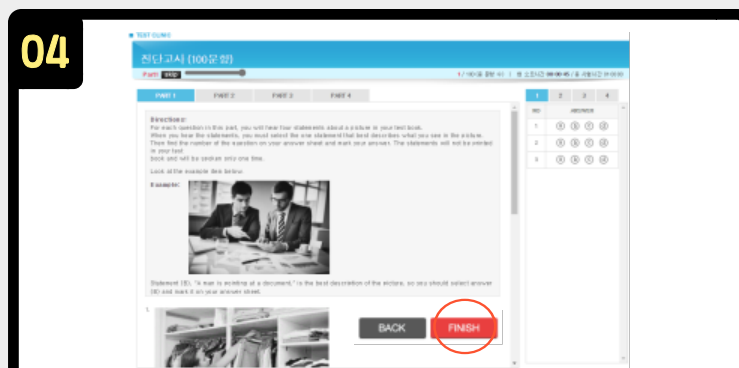 04
TEST CLINIC
진단고사 (100문항)
Part1 stop
PART 1 PART 2 PART 3 PART 4
1 2 3 4
NO ANSWER
1 A B C D
2 A B C D
3 A B C D
Directions:
For each question in this part, you will hear four statements about a picture in your test book.
When you hear the statements, you must select the one statement that best describes what you see in the picture.
Then find the number of the question on your answer sheet and mark your answer. The statements will not be printed
in your test
book and will be spoken only one time.
Look at the example item below.
Example:
Statement (B), "A man is pointing at a document," is the best description of the picture, so you should select answer
(B) and mark it on your answer sheet.
1.
BACK FINISH